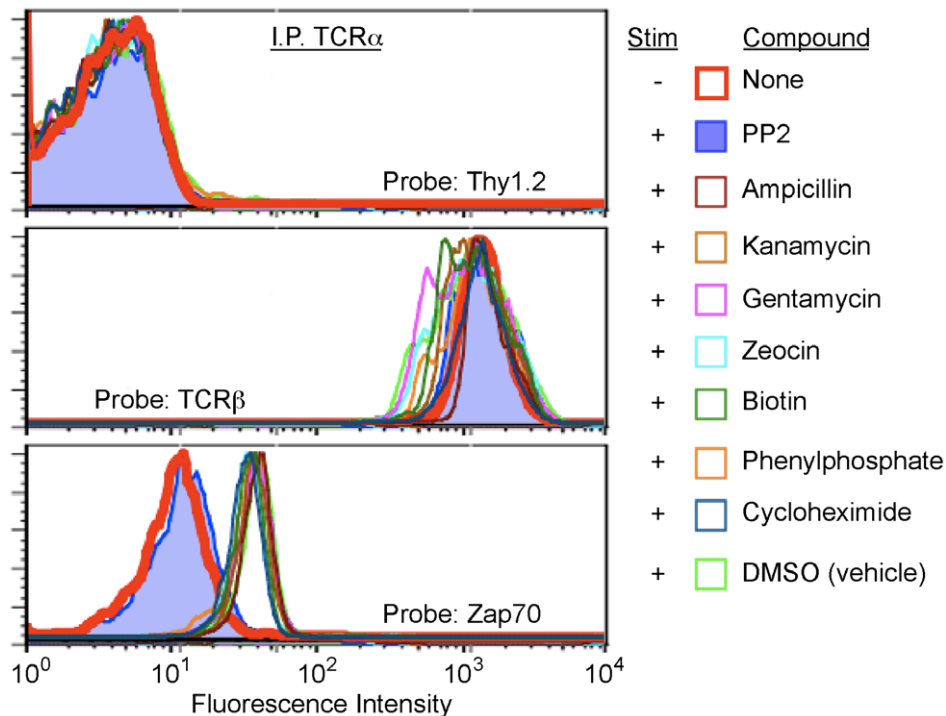 I.P. TCRα
Probe: Thy1.2
Probe: TCRβ
Probe: Zap70
10⁰ 10¹ 10² 10³ 10⁴
Fluorescence Intensity
Stim Compound
- None
+ PP2
+ Ampicillin
+ Kanamycin
+ Gentamycin
+ Zeocin
+ Biotin
+ Phenylphosphate
+ Cycloheximide
+ DMSO (vehicle)